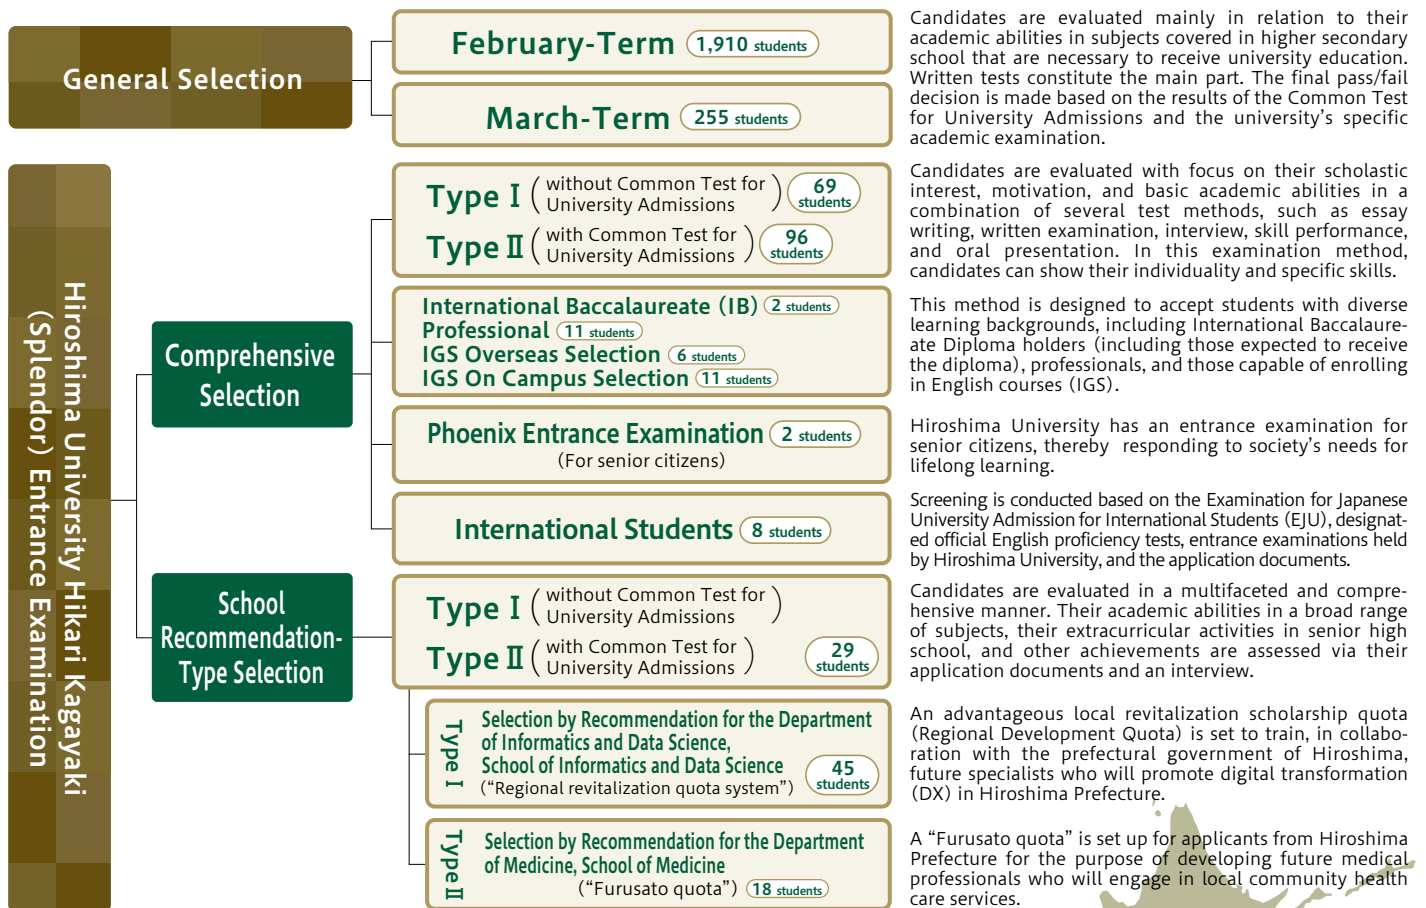 General Selection
February-Term 1,910 students
March-Term 255 students
Candidates are evaluated mainly in relation to their
academic abilities in subjects covered in higher secondary
school that are necessary to receive university education.
Written tests constitute the main part. The final pass/fail
decision is made based on the results of the Common Test
for University Admissions and the university's specific
academic examination.
Hiroshima University Hikari Kagayaki
(Splendor) Entrance Examination
Comprehensive
Selection
Type Ⅰ (without Common Test for
University Admissions) 69
students
Type Ⅱ (with Common Test for
University Admissions) 96
students
Candidates are evaluated with focus on their scholastic
interest, motivation, and basic academic abilities in a
combination of several test methods, such as essay
writing, written examination, interview, skill performance,
and oral presentation. In this examination method,
candidates can show their individuality and specific skills.
International Baccalaureate (IB) 2 students
Professional 11 students
IGS Overseas Selection 6 students
IGS On Campus Selection 11 students
This method is designed to accept students with diverse
learning backgrounds, including International Baccalaure-
ate Diploma holders (including those expected to receive
the diploma), professionals, and those capable of enrolling
in English courses (IGS).
Phoenix Entrance Examination 2 students
(For senior citizens)
Hiroshima University has an entrance examination for
senior citizens, thereby responding to society's needs for
lifelong learning.
International Students 8 students
Screening is conducted based on the Examination for Japanese
University Admission for International Students (EJU), designat-
ed official English proficiency tests, entrance examinations held
by Hiroshima University, and the application documents.
School
Recommendation-
Type Selection
Type Ⅰ (without Common Test for
University Admissions)
Type Ⅱ (with Common Test for
University Admissions) 29
students
Candidates are evaluated in a multifaceted and compre-
hensive manner. Their academic abilities in a broad range
of subjects, their extracurricular activities in senior high
school, and other achievements are assessed via their
application documents and an interview.
Type Ⅰ
Selection by Recommendation for the Department
of Informatics and Data Science,
School of Informatics and Data Science
("Regional revitalization quota system") 45
students
An advantageous local revitalization scholarship quota
(Regional Development Quota) is set to train, in collabo-
ration with the prefectural government of Hiroshima,
future specialists who will promote digital transformation
(DX) in Hiroshima Prefecture.
Type Ⅱ
Selection by Recommendation for the Department
of Medicine, School of Medicine
("Furusato quota") 18 students
A "Furusato quota" is set up for applicants from Hiroshima
Prefecture for the purpose of developing future medical
professionals who will engage in local community health
care services.